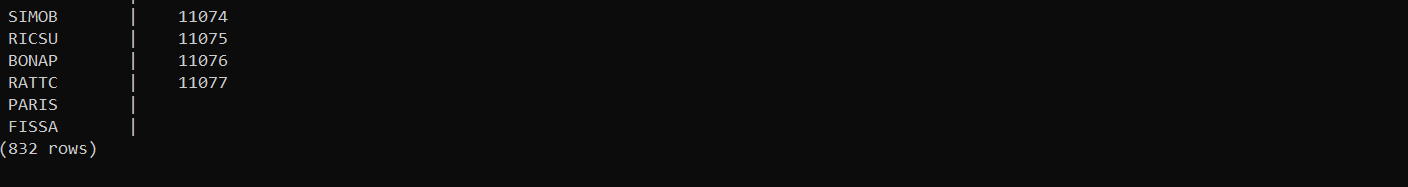 SIMOB | 11074
RICSU | 11075
BONAP | 11076
RATTC | 11077
PARIS |
FISSA |
(832 rows)